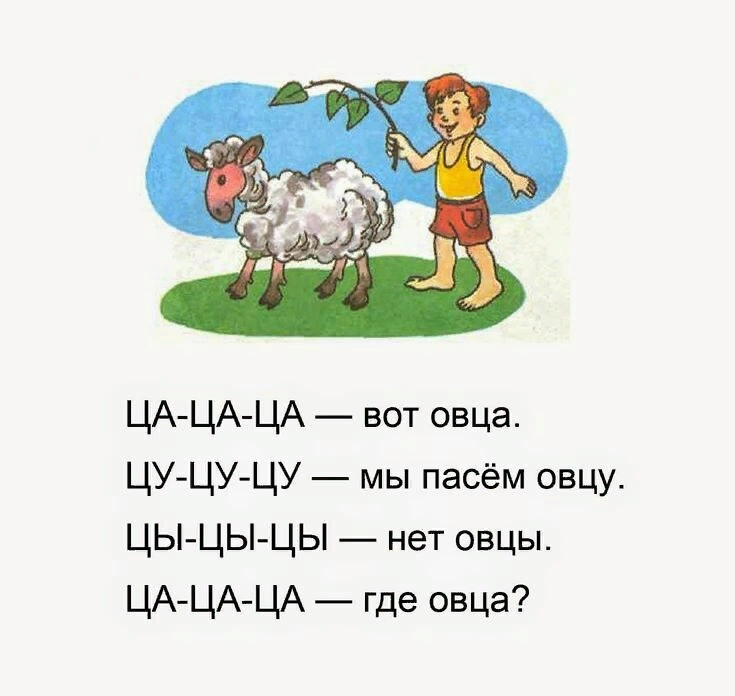 ЦА-ЦА-ЦА — вот овца.
ЦУ-ЦУ-ЦУ — мы пасём овцу.
ЦЫ-ЦЫ-ЦЫ — нет овцы.
ЦА-ЦА-ЦА — где овца?